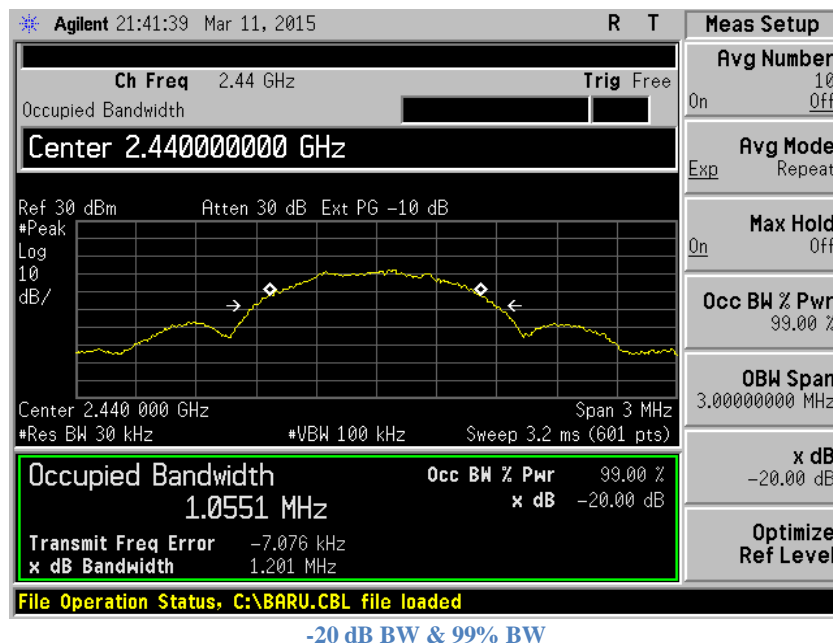 Agilent 21:41:39 Mar 11, 2015 R T
Ch Freq 2.44 GHz Trig Free
Occupied Bandwidth
Center 2.440000000 GHz
Ref 30 dBm Atten 30 dB Ext PG -10 dB
#Peak
Log
10
dB/
Center 2.440 000 GHz Span 3 MHz
#Res BW 30 kHz #VBW 100 kHz Sweep 3.2 ms (601 pts)
Occupied Bandwidth
1.0551 MHz
Occ BW % Pwr 99.00 %
x dB -20.00 dB
Transmit Freq Error -7.076 kHz
x dB Bandwidth 1.201 MHz
File Operation Status, C:\BARU.CBL file loaded
Meas Setup
Avg Number
10
On Off
Avg Mode
Exp Repeat
Max Hold
On Off
Occ BW % Pwr
99.00 %
OBW Span
3.00000000 MHz
x dB
-20.00 dB
Optimize
Ref Level
-20 dB BW & 99% BW